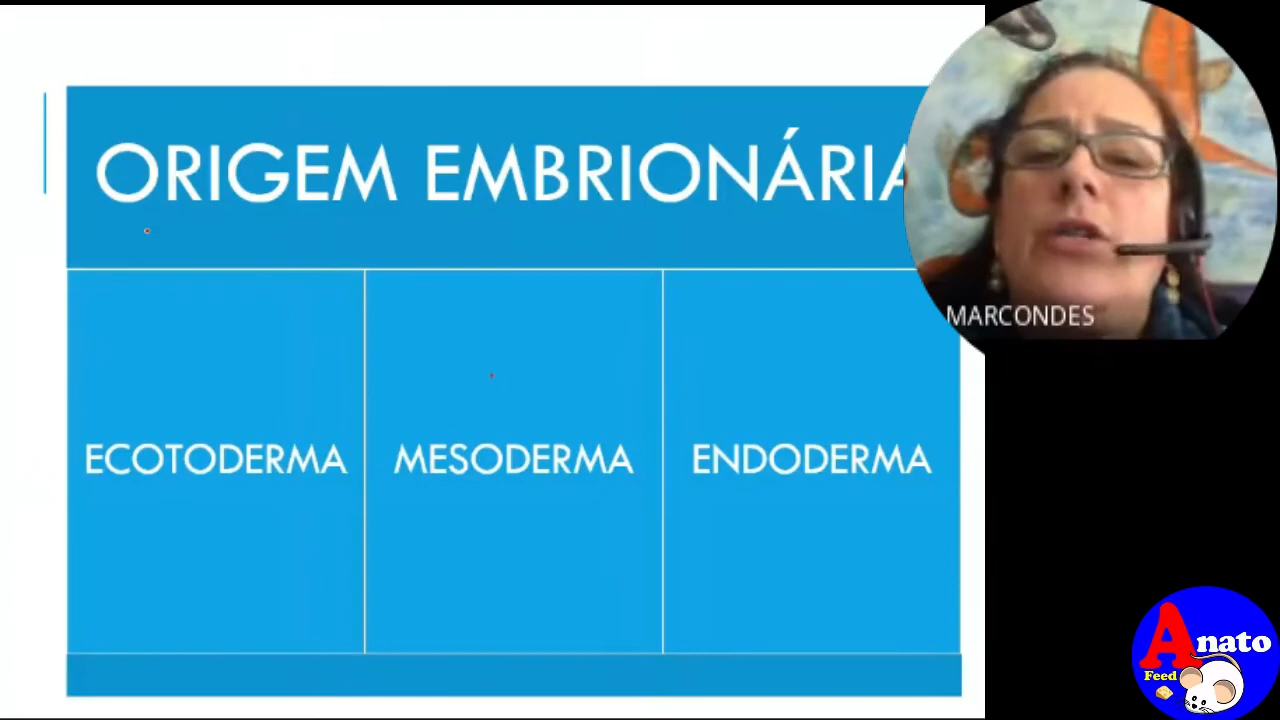 ORIGEM EMBRIONÁRIA
MARCONDES
ECOTODERMA MESODERMA ENDODERMA
Anato
Feed